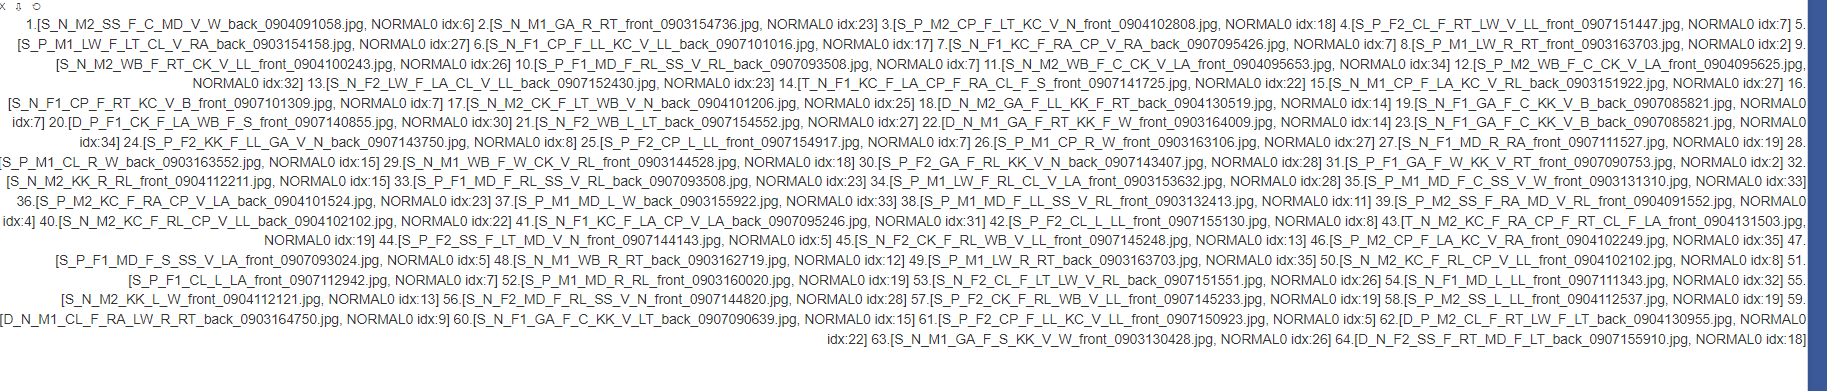 1.[S_N_M2_SS_F_C_MD_V_W_back_0904091058.jpg, NORMAL0 idx:6] 2.[S_N_M1_GA_R_RT_front_0903154736.jpg, NORMAL0 idx:23] 3.[S_P_M2_CP_F_LT_KC_V_N_front_0904102808.jpg, NORMAL0 idx:18] 4.[S_P_F2_CL_F_RT_LW_V_LL_front_0907151447.jpg, NORMAL0 idx:7] 5.
[S_P_M1_LW_F_LT_CL_V_RA_back_0903154158.jpg, NORMAL0 idx:27] 6.[S_N_F1_CP_F_LL_KC_V_LL_back_0907101016.jpg, NORMAL0 idx:17] 7.[S_N_F1_KC_F_RA_CP_V_RA_back_0907095426.jpg, NORMAL0 idx:7] 8.[S_P_M1_LW_R_RT_front_0903163703.jpg, NORMAL0 idx:2] 9.
[S_N_M2_WB_F_RT_CK_V_LL_front_0904100243.jpg, NORMAL0 idx:26] 10.[S_P_F1_MD_F_RL_SS_V_RL_back_0907093508.jpg, NORMAL0 idx:7] 11.[S_N_M2_WB_F_C_CK_V_LA_front_0904095653.jpg, NORMAL0 idx:34] 12.[S_P_M2_WB_F_C_CK_V_LA_front_0904095625.jpg,
NORMAL0 idx:32] 13.[S_N_F2_LW_F_LA_CL_V_LL_back_0907152430.jpg, NORMAL0 idx:23] 14.[T_N_F1_KC_F_LA_CP_F_RA_CL_F_S_front_0907141725.jpg, NORMAL0 idx:22] 15.[S_N_M1_CP_F_LA_KC_V_RL_back_0903151922.jpg, NORMAL0 idx:27] 16.
[S_N_F1_CP_F_RT_KC_V_B_front_0907101309.jpg, NORMAL0 idx:7] 17.[S_N_M2_CK_F_LT_WB_V_N_back_0904101206.jpg, NORMAL0 idx:25] 18.[D_N_M2_GA_F_LL_KK_F_RT_back_0904130519.jpg, NORMAL0 idx:14] 19.[S_N_F1_GA_F_C_KK_V_B_back_0907085821.jpg, NORMAL0
idx:7] 20.[D_P_F1_CK_F_LA_WB_F_S_front_0907140855.jpg, NORMAL0 idx:30] 21.[S_N_F2_WB_L_LT_back_0907154552.jpg, NORMAL0 idx:27] 22.[D_N_M1_GA_F_RT_KK_F_W_front_0903164009.jpg, NORMAL0 idx:14] 23.[S_N_F1_GA_F_C_KK_V_B_back_0907085821.jpg, NORMAL0
idx:34] 24.[S_P_F2_KK_F_LL_GA_V_N_back_0907143750.jpg, NORMAL0 idx:8] 25.[S_P_F2_CP_L_LL_front_0907154917.jpg, NORMAL0 idx:7] 26.[S_P_M1_CP_R_W_front_0903163106.jpg, NORMAL0 idx:27] 27.[S_N_F1_MD_R_RA_front_0907111527.jpg, NORMAL0 idx:19] 28.
[S_P_M1_CL_R_W_back_0903163552.jpg, NORMAL0 idx:15] 29.[S_N_M1_WB_F_W_CK_V_RL_front_0903144528.jpg, NORMAL0 idx:18] 30.[S_P_F2_GA_F_RL_KK_V_N_back_0907143407.jpg, NORMAL0 idx:28] 31.[S_P_F1_GA_F_W_KK_V_RT_front_0907090753.jpg, NORMAL0 idx:2] 32.
[S_N_M2_KK_R_RL_front_0904112211.jpg, NORMAL0 idx:15] 33.[S_P_F1_MD_F_RL_SS_V_RL_back_0907093508.jpg, NORMAL0 idx:23] 34.[S_P_M1_LW_F_RL_CL_V_LA_front_0903153632.jpg, NORMAL0 idx:28] 35.[S_P_M1_MD_F_C_SS_V_W_front_0903131310.jpg, NORMAL0 idx:33]
36.[S_P_M2_KC_F_RA_CP_V_LA_back_0904101524.jpg, NORMAL0 idx:23] 37.[S_P_M1_MD_L_W_back_0903155922.jpg, NORMAL0 idx:33] 38.[S_P_M1_MD_F_LL_SS_V_RL_front_0903132413.jpg, NORMAL0 idx:11] 39.[S_P_M2_SS_F_RA_MD_V_RL_front_0904091552.jpg, NORMAL0
idx:4] 40.[S_N_M2_KC_F_RL_CP_V_LL_back_0904102102.jpg, NORMAL0 idx:22] 41.[S_N_F1_KC_F_LA_CP_V_LA_back_0907095246.jpg, NORMAL0 idx:31] 42.[S_P_F2_CL_L_LL_front_0907155130.jpg, NORMAL0 idx:8] 43.[T_N_M2_KC_F_RA_CP_F_RT_CL_F_LA_front_0904131503.jpg,
NORMAL0 idx:19] 44.[S_P_F2_SS_F_LT_MD_V_N_front_0907144143.jpg, NORMAL0 idx:5] 45.[S_N_F2_CK_F_RL_WB_V_LL_front_0907145248.jpg, NORMAL0 idx:13] 46.[S_P_M2_CP_F_LA_KC_V_RA_back_0904102249.jpg, NORMAL0 idx:35] 47.
[S_P_F1_MD_F_S_SS_V_LA_front_0907093024.jpg, NORMAL0 idx:5] 48.[S_N_M1_WB_R_RT_back_0903162719.jpg, NORMAL0 idx:12] 49.[S_P_M1_LW_R_RT_front_0903163703.jpg, NORMAL0 idx:35] 50.[S_N_M2_KC_F_RL_CP_V_LL_back_0904102102.jpg, NORMAL0 idx:8] 51.
[S_P_F1_CL_L_LA_front_0907112942.jpg, NORMAL0 idx:7] 52.[S_P_M1_MD_R_RL_front_0903160020.jpg, NORMAL0 idx:19] 53.[S_N_F2_CL_F_LT_LW_V_RL_back_0907151551.jpg, NORMAL0 idx:26] 54.[S_N_F1_MD_L_LL_front_0907111343.jpg, NORMAL0 idx:32] 55.
[S_N_M2_KK_L_W_front_0904112121.jpg, NORMAL0 idx:13] 56.[S_N_F2_MD_F_RL_SS_V_N_front_0907144820.jpg, NORMAL0 idx:28] 57.[S_P_F2_CK_F_RL_WB_V_LL_front_0907145233.jpg, NORMAL0 idx:19] 58.[S_P_M2_SS_L_LL_front_0904112537.jpg, NORMAL0 idx:19] 59.
[D_N_M1_CL_F_RA_LW_R_RT_back_0903164750.jpg, NORMAL0 idx:9] 60.[S_N_F1_GA_F_C_KK_V_LT_back_0907090639.jpg, NORMAL0 idx:15] 61.[S_P_F2_CP_F_LL_KC_V_LL_front_0907150923.jpg, NORMAL0 idx:5] 62.[D_P_M2_CL_F_RT_LW_F_LT_back_0904130955.jpg, NORMAL0
idx:22] 63.[S_N_M1_GA_F_S_KK_V_W_front_0903130428.jpg, NORMAL0 idx:26] 64.[D_N_F2_SS_F_RT_MD_F_LT_back_0907155910.jpg, NORMAL0 idx:18]